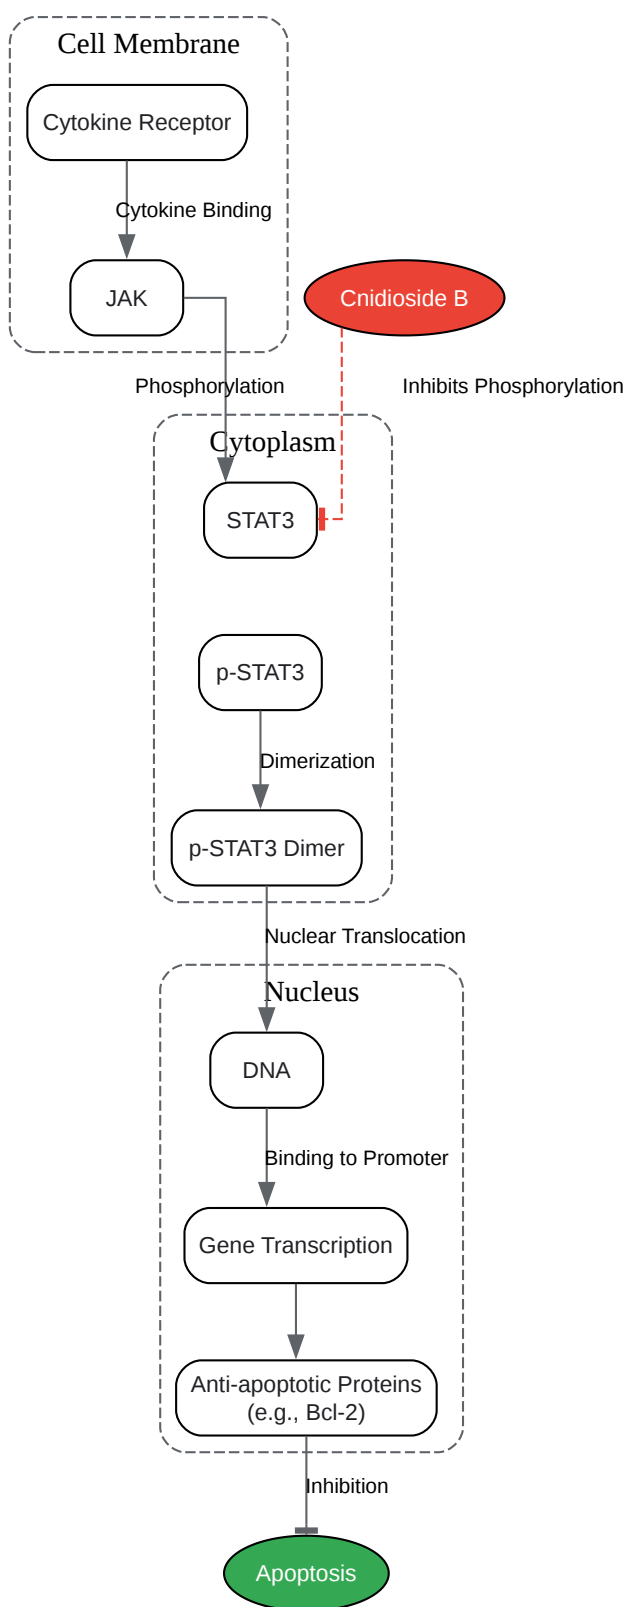 Cell Membrane
Cytokine Receptor
Cytokine Binding
JAK
Cnidioside B
Phosphorylation
Inhibits Phosphorylation
Cytoplasm
STAT3
p-STAT3
Dimerization
p-STAT3 Dimer
Nuclear Translocation
Nucleus
DNA
Binding to Promoter
Gene Transcription
Anti-apoptotic Proteins
(e.g., Bcl-2)
Inhibition
Apoptosis